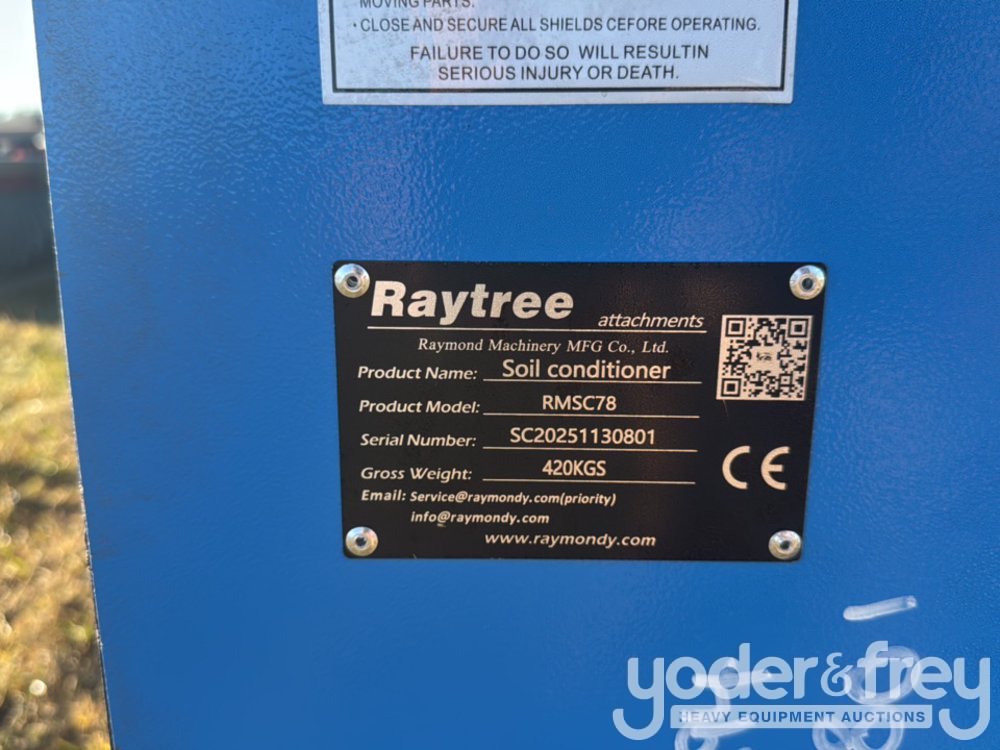 MOVING PARTS.
• CLOSE AND SECURE ALL SHIELDS CEFORE OPERATING.
FAILURE TO DO SO WILL RESULTIN
SERIOUS INJURY OR DEATH.
Raytree attachments
Raymond Machinery MFG Co., Ltd.
Product Name: Soil conditioner
Product Model: RMSC78
Serial Number: SC20251130801
Gross Weight: 420KGS
CE
Email: Service@raymondy.com(priority)
info@raymondy.com
www.raymondy.com
yoder&frey
HEAVY EQUIPMENT AUCTIONS